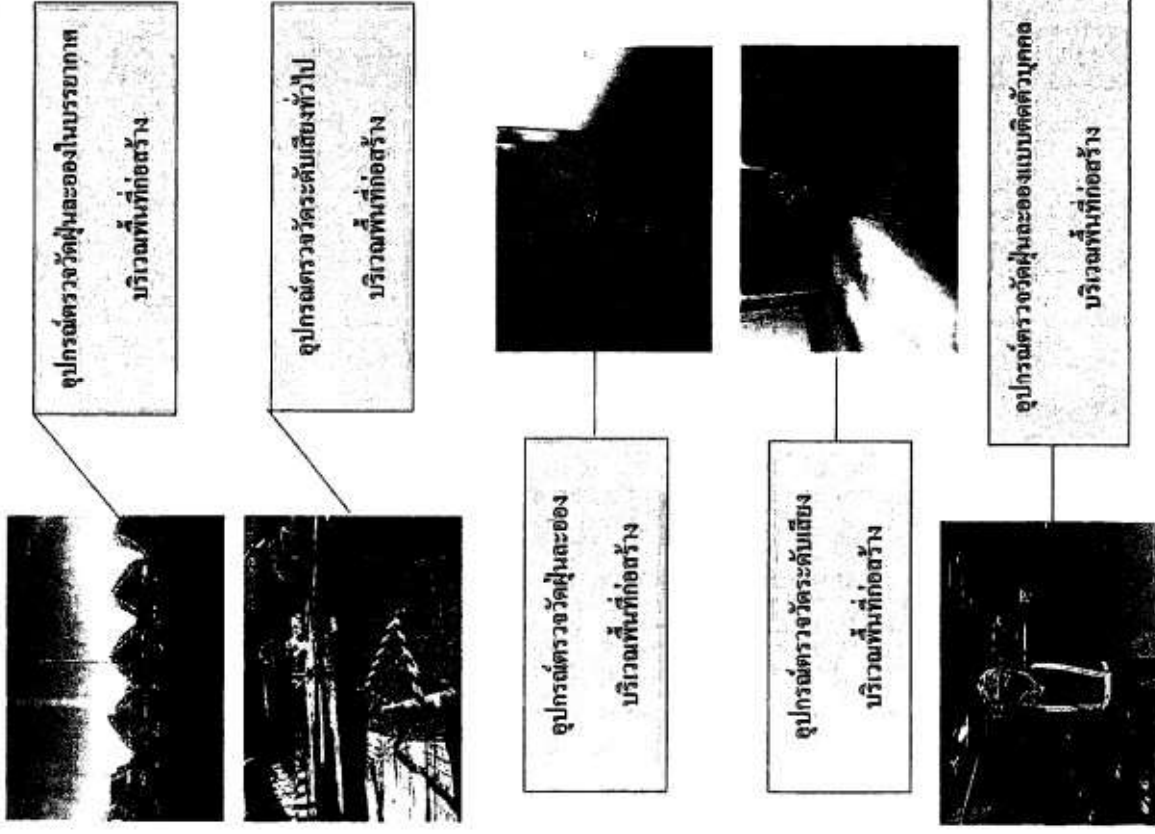 อุปกรณ์ตรวจวัดฝุ่นละอองในบรรยากาศ
บริเวณพื้นที่ก่อสร้าง
อุปกรณ์ตรวจวัดระดับเสียงทั่วไป
บริเวณพื้นที่ก่อสร้าง
อุปกรณ์ตรวจวัดฝุ่นละออง
บริเวณพื้นที่ก่อสร้าง
อุปกรณ์ตรวจวัดระดับเสียง
บริเวณพื้นที่ก่อสร้าง
อุปกรณ์ตรวจวัดฝุ่นละอองแบบติดตัวบุคคล
บริเวณพื้นที่ก่อสร้าง